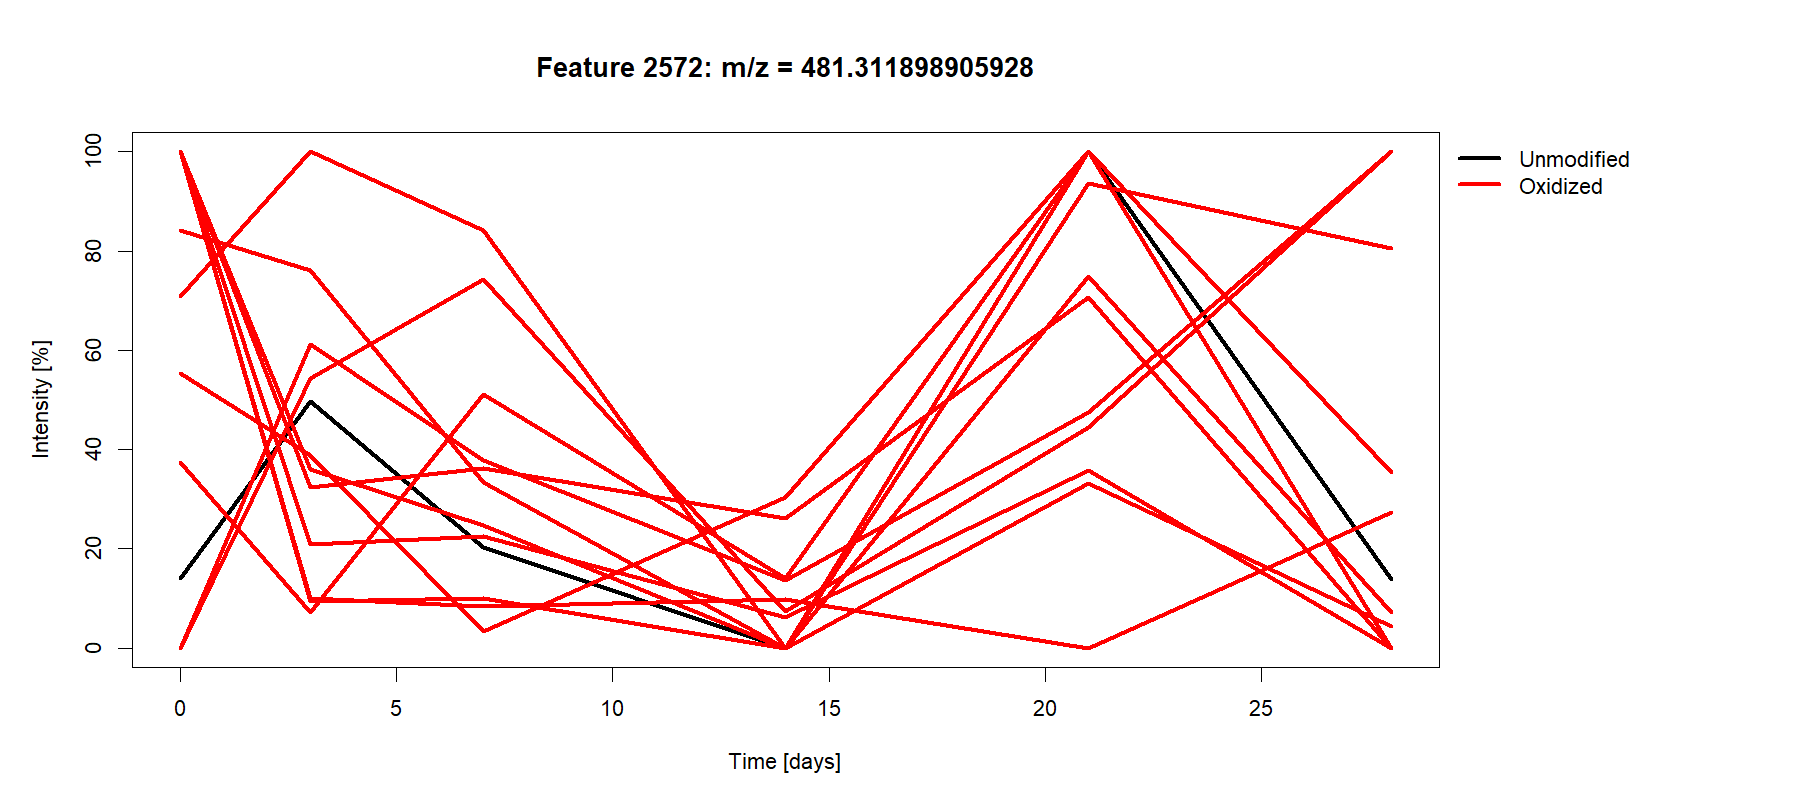 Feature 2572: m/z = 481.311898905928
100
80
60
40
20
0
Intensity [%]
0 5 10 15 20 25
Time [days]
Unmodified
Oxidized